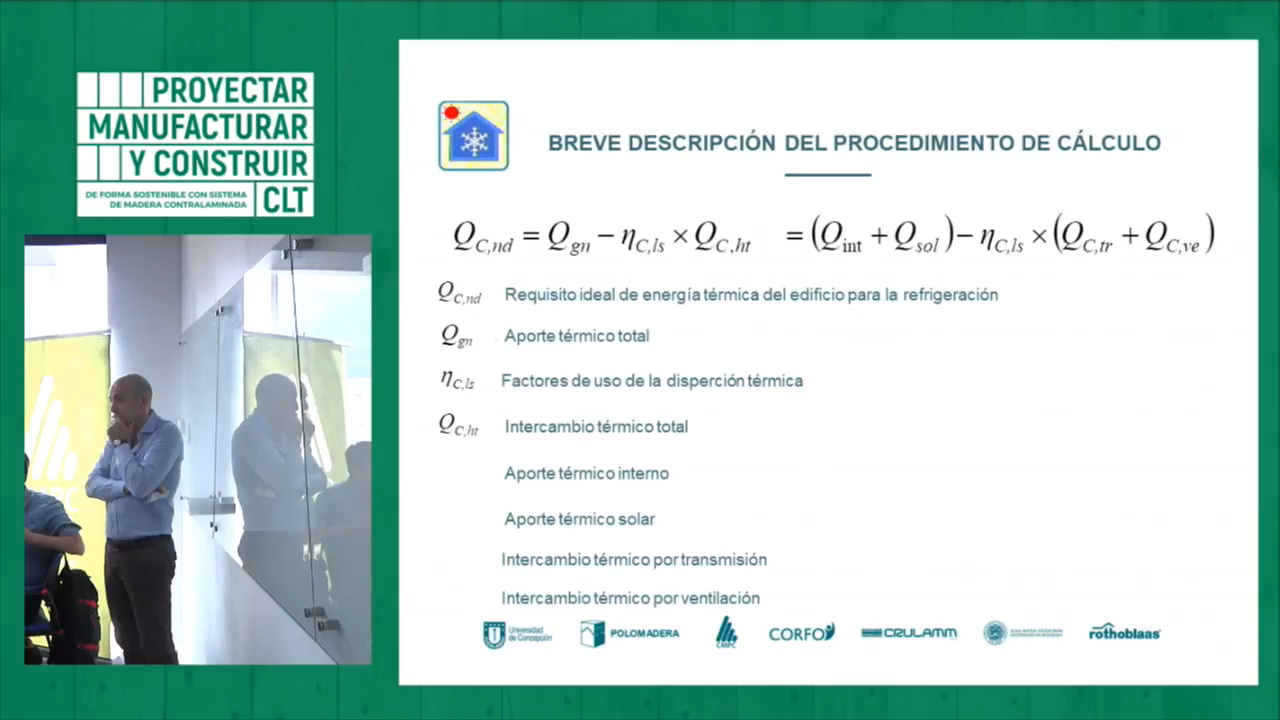 PROYECTAR
MANUFACTURAR
Y CONSTRUIR
DE FORMA SOSTENIBLE CON SISTEMA
DE MADERA CONTRALAMINADA
CLT
BREVE DESCRIPCIÓN DEL PROCEDIMIENTO DE CÁLCULO
Q_{C,nd} = Q_{gn} − η_{C,ls} × Q_{C,ht} = (Q_{int} + Q_{sol}) − η_{C,ls} × (Q_{C,tr} + Q_{C,ve})
Q_{C,nd} Requisito ideal de energía térmica del edificio para la refrigeración
Q_{gn} Aporte térmico total
η_{C,ls} Factores de uso de la disperción térmica
Q_{C,ht} Intercambio térmico total
Aporte térmico interno
Aporte térmico solar
Intercambio térmico por transmisión
Intercambio térmico por ventilación
Universidad de Concepción
POLOMADERA
CMPC
CORFO
CRULAMM
rothoblaas